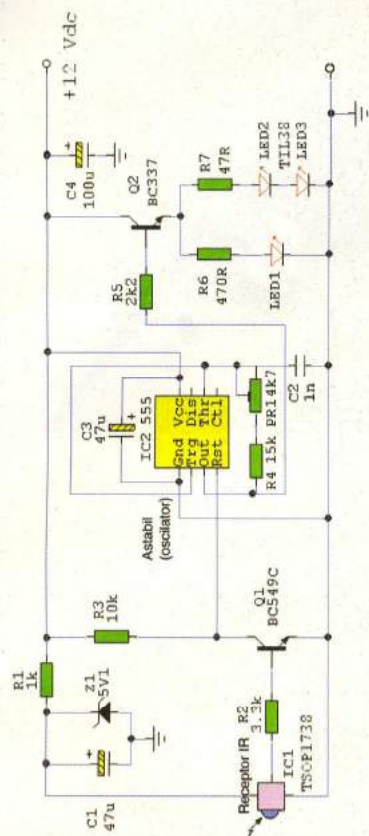 +12 Vdc
R1
1k
C1
47u
Z1
5V1
R3
10k
Receptor IR
IC1
TSOP1738
R2
3.3k
Q1
BC549C
Astabil
(oscilator)
C3
47u
IC2 555
Gnd Vcc
Trg Dis
Out Thr
Rst Ctl
R4 15k PR1 4k7
C2
1n
R5
2k2
Q2
BC337
C4
100u
R6
470R
LED1
R7
47R
LED2
TIL38
LED3